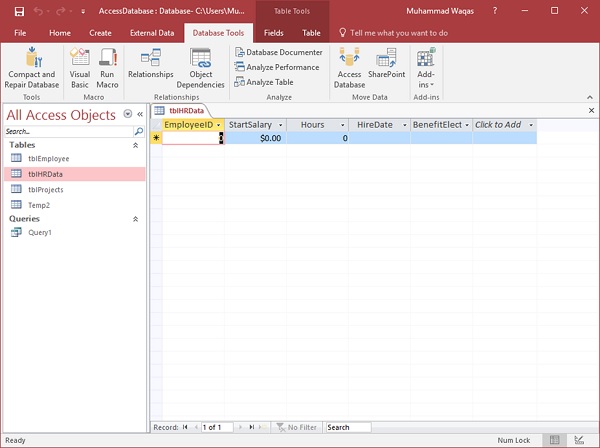 AccessDatabase : Database- C:\Users\Mu... Table Tools Muhammad Waqas ?
File Home Create External Data Database Tools Fields Table Tell me what you want to do
Compact and Repair Database
Tools
Visual Basic
Run Macro
Macro
Relationships
Object Dependencies
Relationships
Database Documenter
Analyze Performance
Analyze Table
Analyze
Access Database
SharePoint
Move Data
Add-ins
Add-ins
All Access Objects
Search...
Tables
tblEmployee
tblHRData
tblProjects
Temp2
Queries
Query1
tblHRData
EmployeeID StartSalary Hours HireDate BenefitElect Click to Add
0 $0.00 0
Record: 1 of 1 No Filter Search
Ready Num Lock